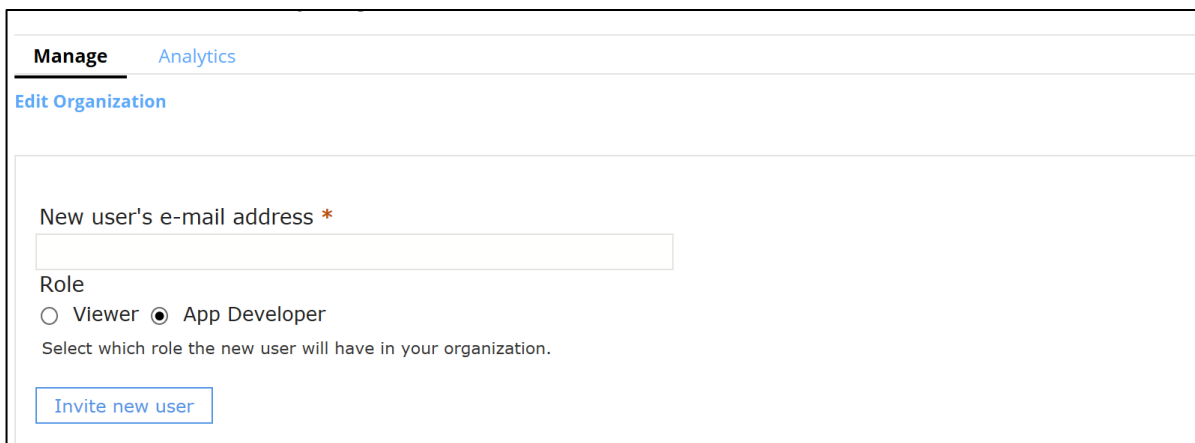 Manage Analytics
Edit Organization
New user's e-mail address *
Role
Viewer App Developer
Select which role the new user will have in your organization.
Invite new user